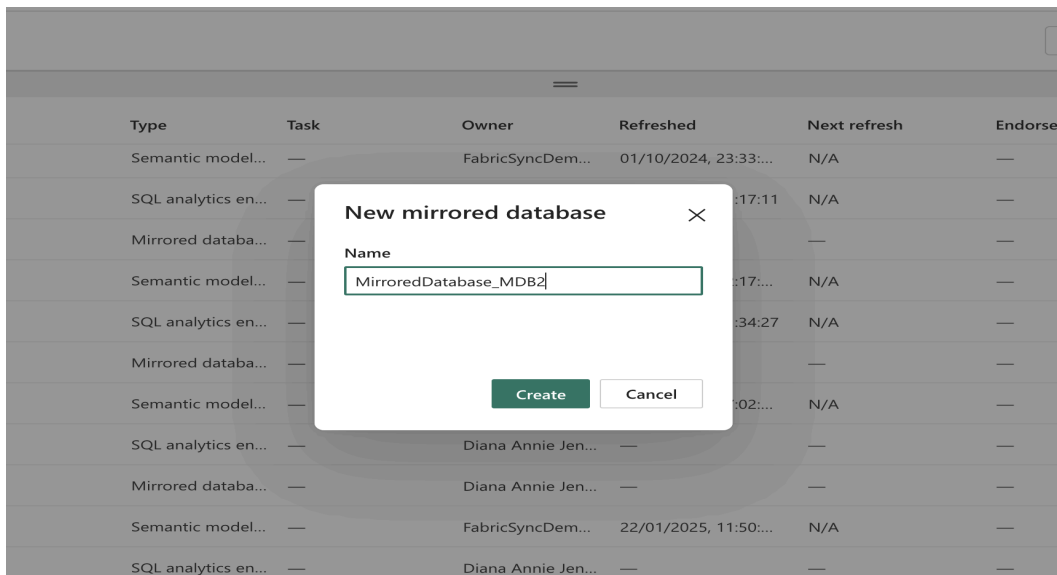 Type Task Owner Refreshed Next refresh Endorse
Semantic model... — FabricSyncDem... 01/10/2024, 23:33:... N/A —
SQL analytics en... — :17:11 N/A —
Mirrored databa... — — —
Semantic model... — :17:... N/A —
SQL analytics en... — :34:27 N/A —
Mirrored databa... — — —
Semantic model... — :02:... N/A —
SQL analytics en... — Diana Annie Jen... — — —
Mirrored databa... — Diana Annie Jen... — — —
Semantic model... — FabricSyncDem... 22/01/2025, 11:50:... N/A —
SQL analytics en... — Diana Annie Jen... — — —
New mirrored database
Name
MirroredDatabase_MDB2
Create Cancel